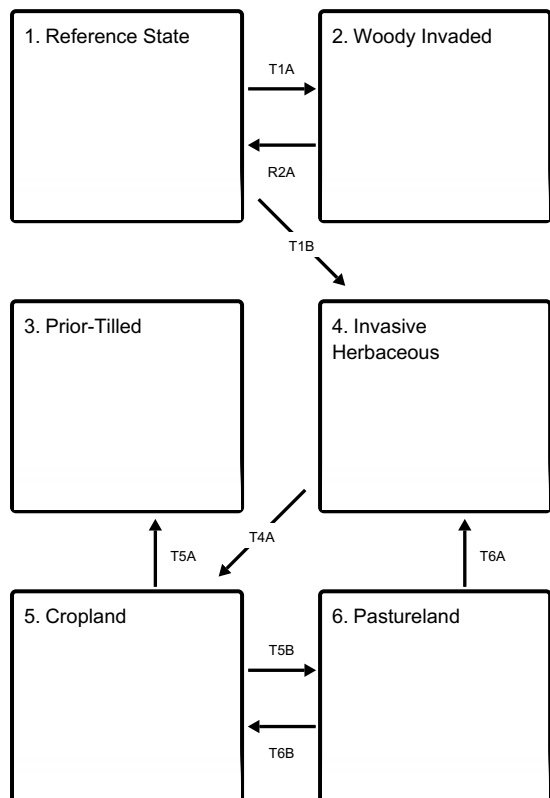 1. Reference State
2. Woody Invaded
T1A
R2A
T1B
3. Prior-Tilled
4. Invasive
Herbaceous
T4A
T5A
T6A
5. Cropland
6. Pastureland
T5B
T6B